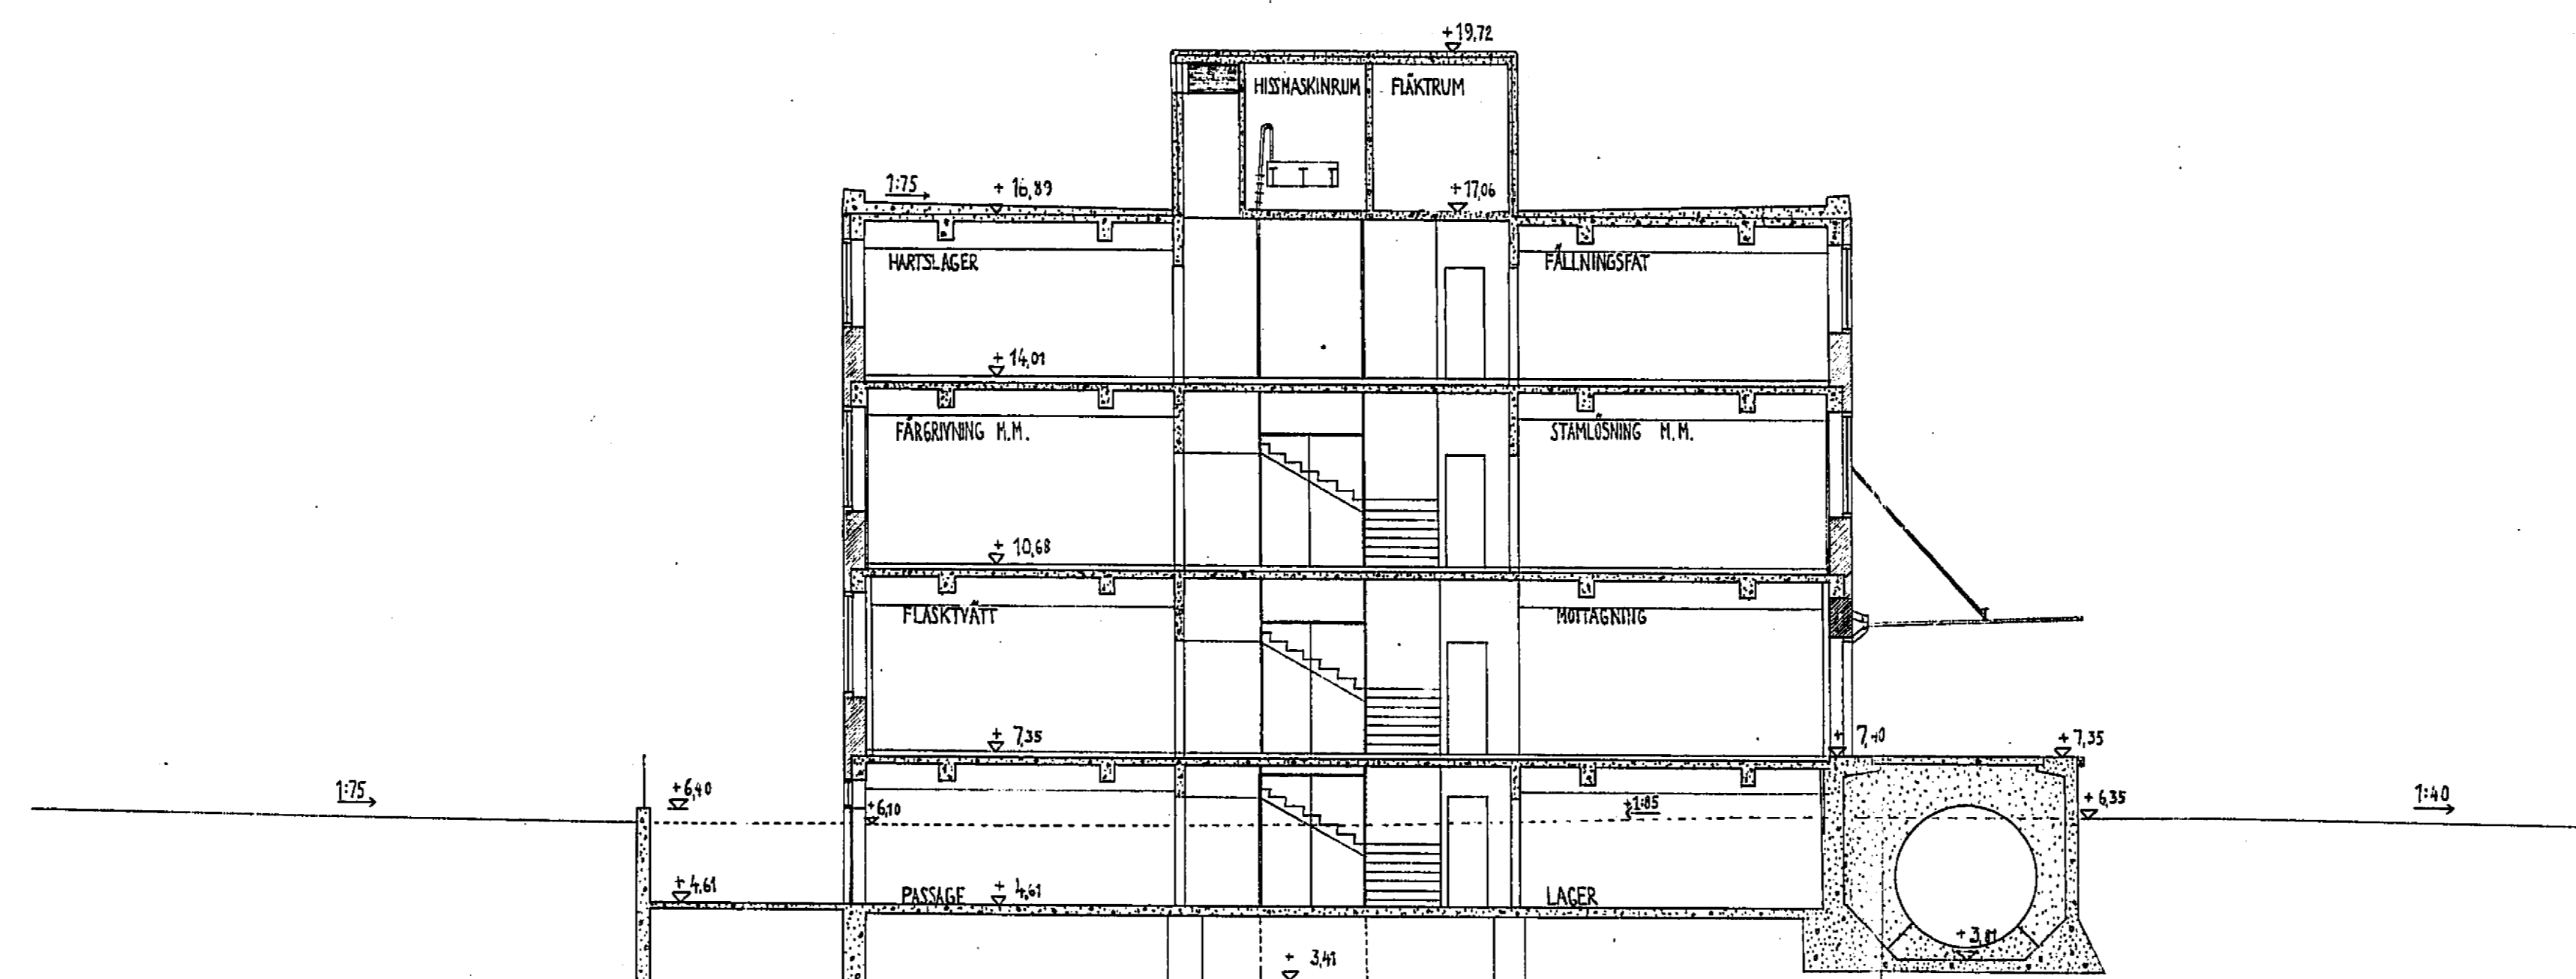 +19,72
HISSMASKINRUM FLÄKTRUM
1:75 +16,89 +17,06
HARTSLAGER FÄLLNINGSFAT
+14,01
FÄRGRIVNING M.M. STAMLÖSNING M.M.
+10,68
FLASKTVÄTT MOTTAGNING
+7,35 +7,40 +7,35
1:75 +6,40 +6,10 1:85 +6,35 1:40
+4,61 PASSAGE +4,61 LAGER
+3,41